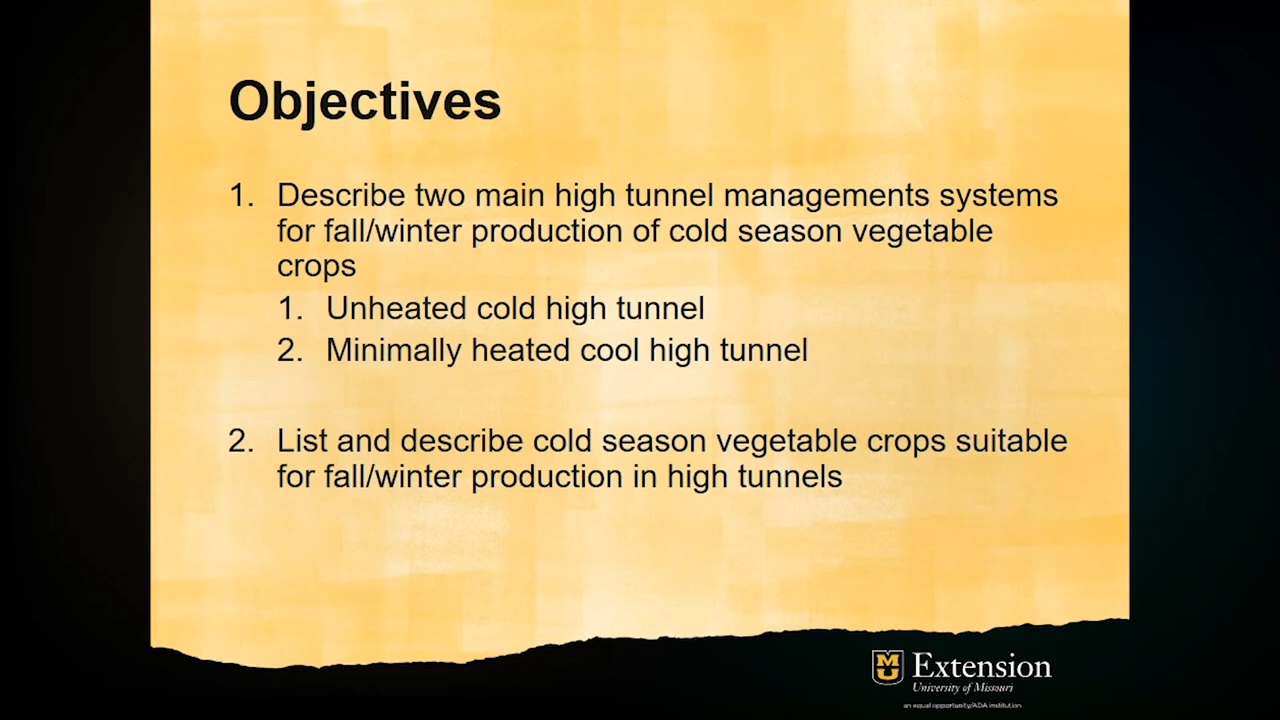 Objectives
1. Describe two main high tunnel managements systems
for fall/winter production of cold season vegetable
crops
1. Unheated cold high tunnel
2. Minimally heated cool high tunnel
2. List and describe cold season vegetable crops suitable
for fall/winter production in high tunnels
MU Extension
University of Missouri
an equal opportunity/ADA institution